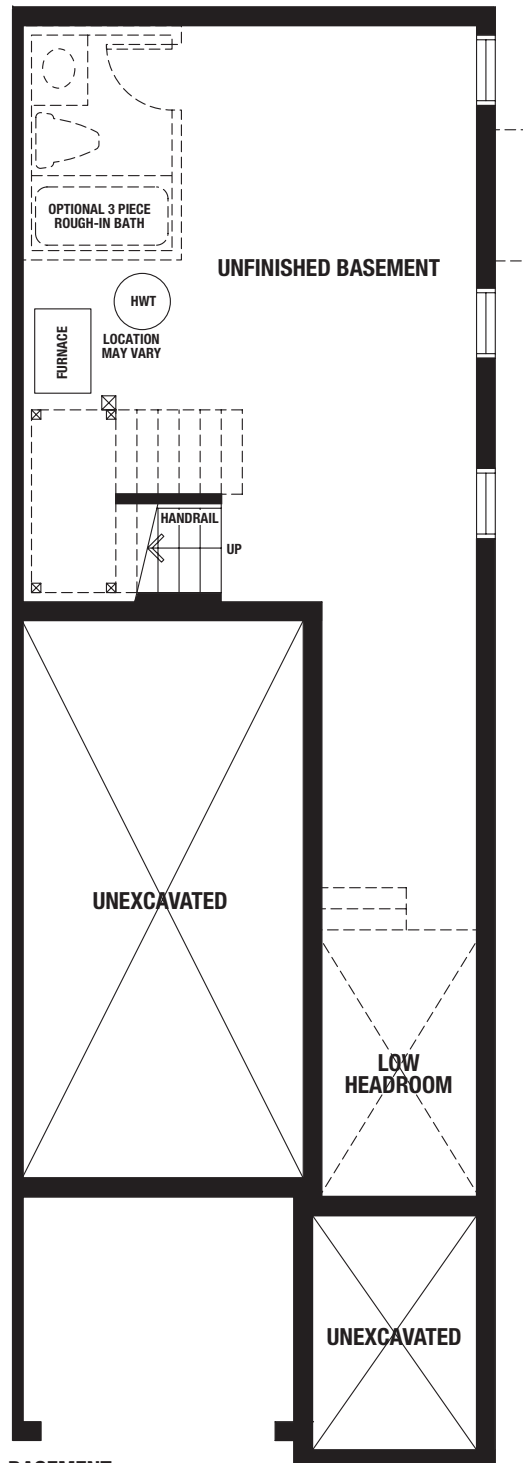 OPTIONAL 3 PIECE
ROUGH-IN BATH
UNFINISHED BASEMENT
HWT
FURNACE
LOCATION
MAY VARY
HANDRAIL
UP
UNEXCAVATED
LOW
HEADROOM
UNEXCAVATED
BASEMENT